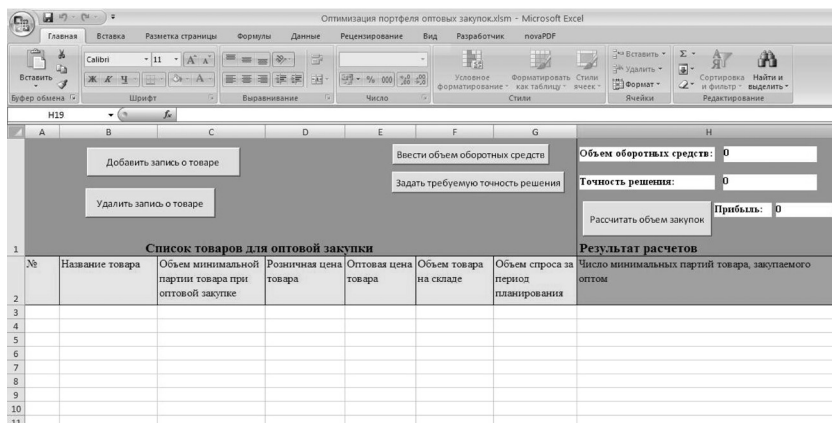 Оптимизация портфеля оптовых закупок.xlsm - Microsoft Excel
Главная Вставка Разметка страницы Формулы Данные Рецензирование Вид Разработчик novaPDF
Вставить
Calibri 11 A A
Ж К Ч A
% 000
Условное форматирование
Форматировать как таблицу
Стили ячеек
Вставить
Удалить
Формат
Σ
Сортировка и фильтр
Найти и выделить
Буфер обмена Шрифт Выравнивание Число Стили Ячейки Редактирование
H19 fx
A B C D E F G H
Добавить запись о товаре
Удалить запись о товаре
Ввести объем оборотных средств
Задать требуемую точность решения
Объем оборотных средств: 0
Точность решения: 0
Рассчитать объем закупок
Прибыль: 0
1 Список товаров для оптовой закупки Результат расчетов
№
Название товара
Объем минимальной
партии товара при
оптовой закупке
Розничная цена
товара
Оптовая цена
товара
Объем товара
на складе
Объем спроса за
период
планирования
Число минимальных партий товара, закупаемого
оптом
2
3
4
5
6
7
8
9
10
11